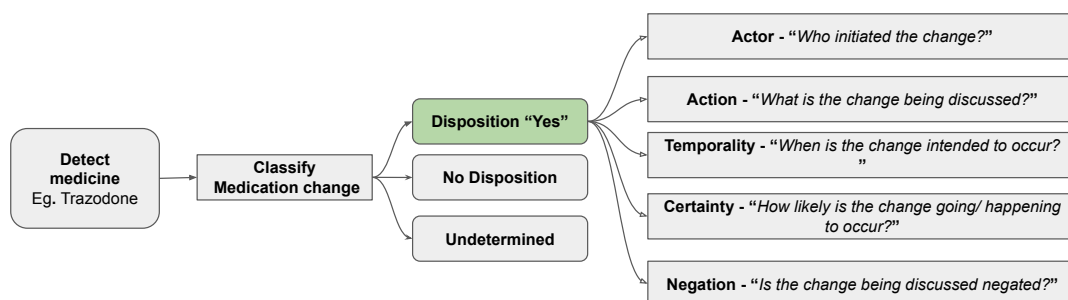 Detect
medicine
Eg. Trazodone
Classify
Medication change
Disposition “Yes”
No Disposition
Undetermined
Actor - “Who initiated the change?”
Action - “What is the change being discussed?”
Temporality - “When is the change intended to occur?
”
Certainty - “How likely is the change going/ happening
to occur?”
Negation - “Is the change being discussed negated?”